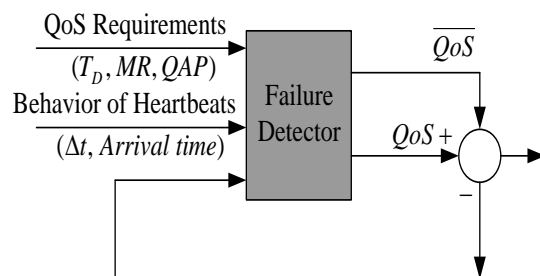 QoS Requirements
(T_D, MR, QAP)
Behavior of Heartbeats
(Δt, Arrival time)
Failure
Detector
\overline{QoS}
QoS +
−